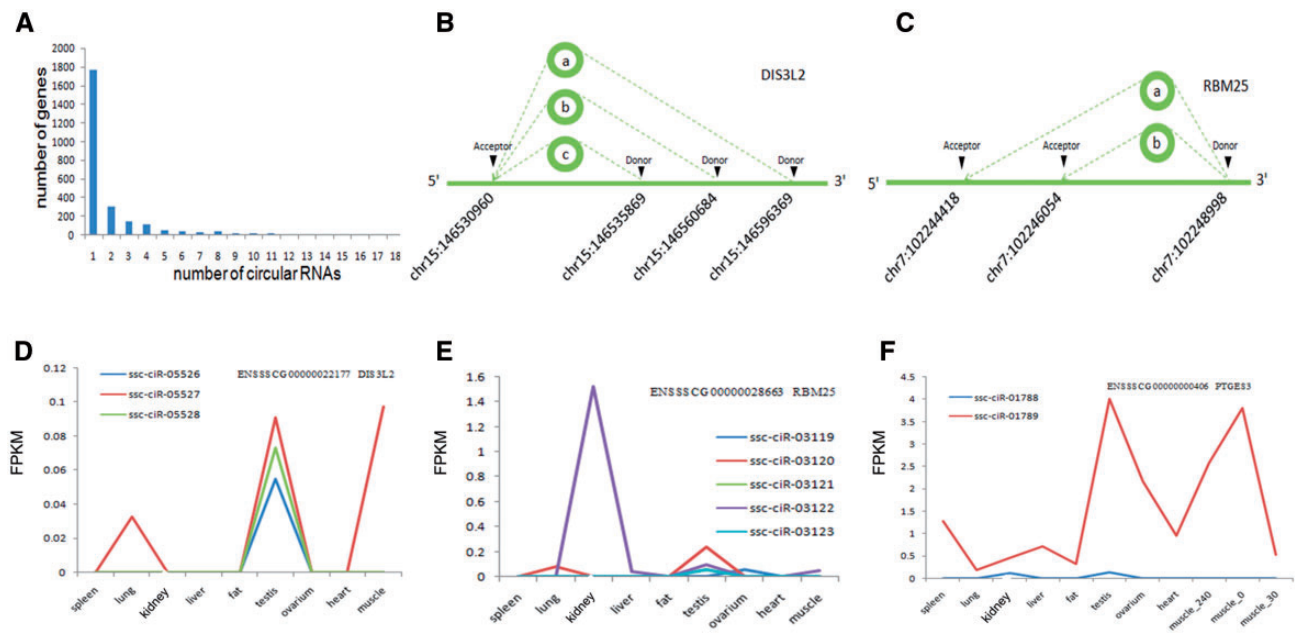 A
number of genes
2000
1800
1600
1400
1200
1000
800
600
400
200
0
1 2 3 4 5 6 7 8 9 10 11 12 13 14 15 16 17 18
number of circular RNAs
B
DIS3L2
a
b
c
Acceptor
Donor
Donor
Donor
5'
3'
chr15:146530960
chr15:146535869
chr15:146560684
chr15:146596369
C
RBM25
a
b
Acceptor
Acceptor
Donor
5'
3'
chr7:102244418
chr7:102246054
chr7:102248998
D
ENSSSCG00000022177 DIS3L2
ssc-ciR-05526
ssc-ciR-05527
ssc-ciR-05528
FPKM
0.12
0.1
0.08
0.06
0.04
0.02
0
spleen
lung
kidney
liver
fat
testis
ovarium
heart
muscle
E
ENSSSCG00000028663 RBM25
ssc-ciR-03119
ssc-ciR-03120
ssc-ciR-03121
ssc-ciR-03122
ssc-ciR-03123
FPKM
1.6
1.4
1.2
1
0.8
0.6
0.4
0.2
0
spleen
lung
kidney
liver
fat
testis
ovarium
heart
muscle
F
ENSSSCG00000000406 PTGES3
ssc-ciR-01788
ssc-ciR-01789
FPKM
4.5
4
3.5
3
2.5
2
1.5
1
0.5
0
spleen
lung
kidney
liver
fat
testis
ovarium
heart
muscle_240
muscle_0
muscle_30